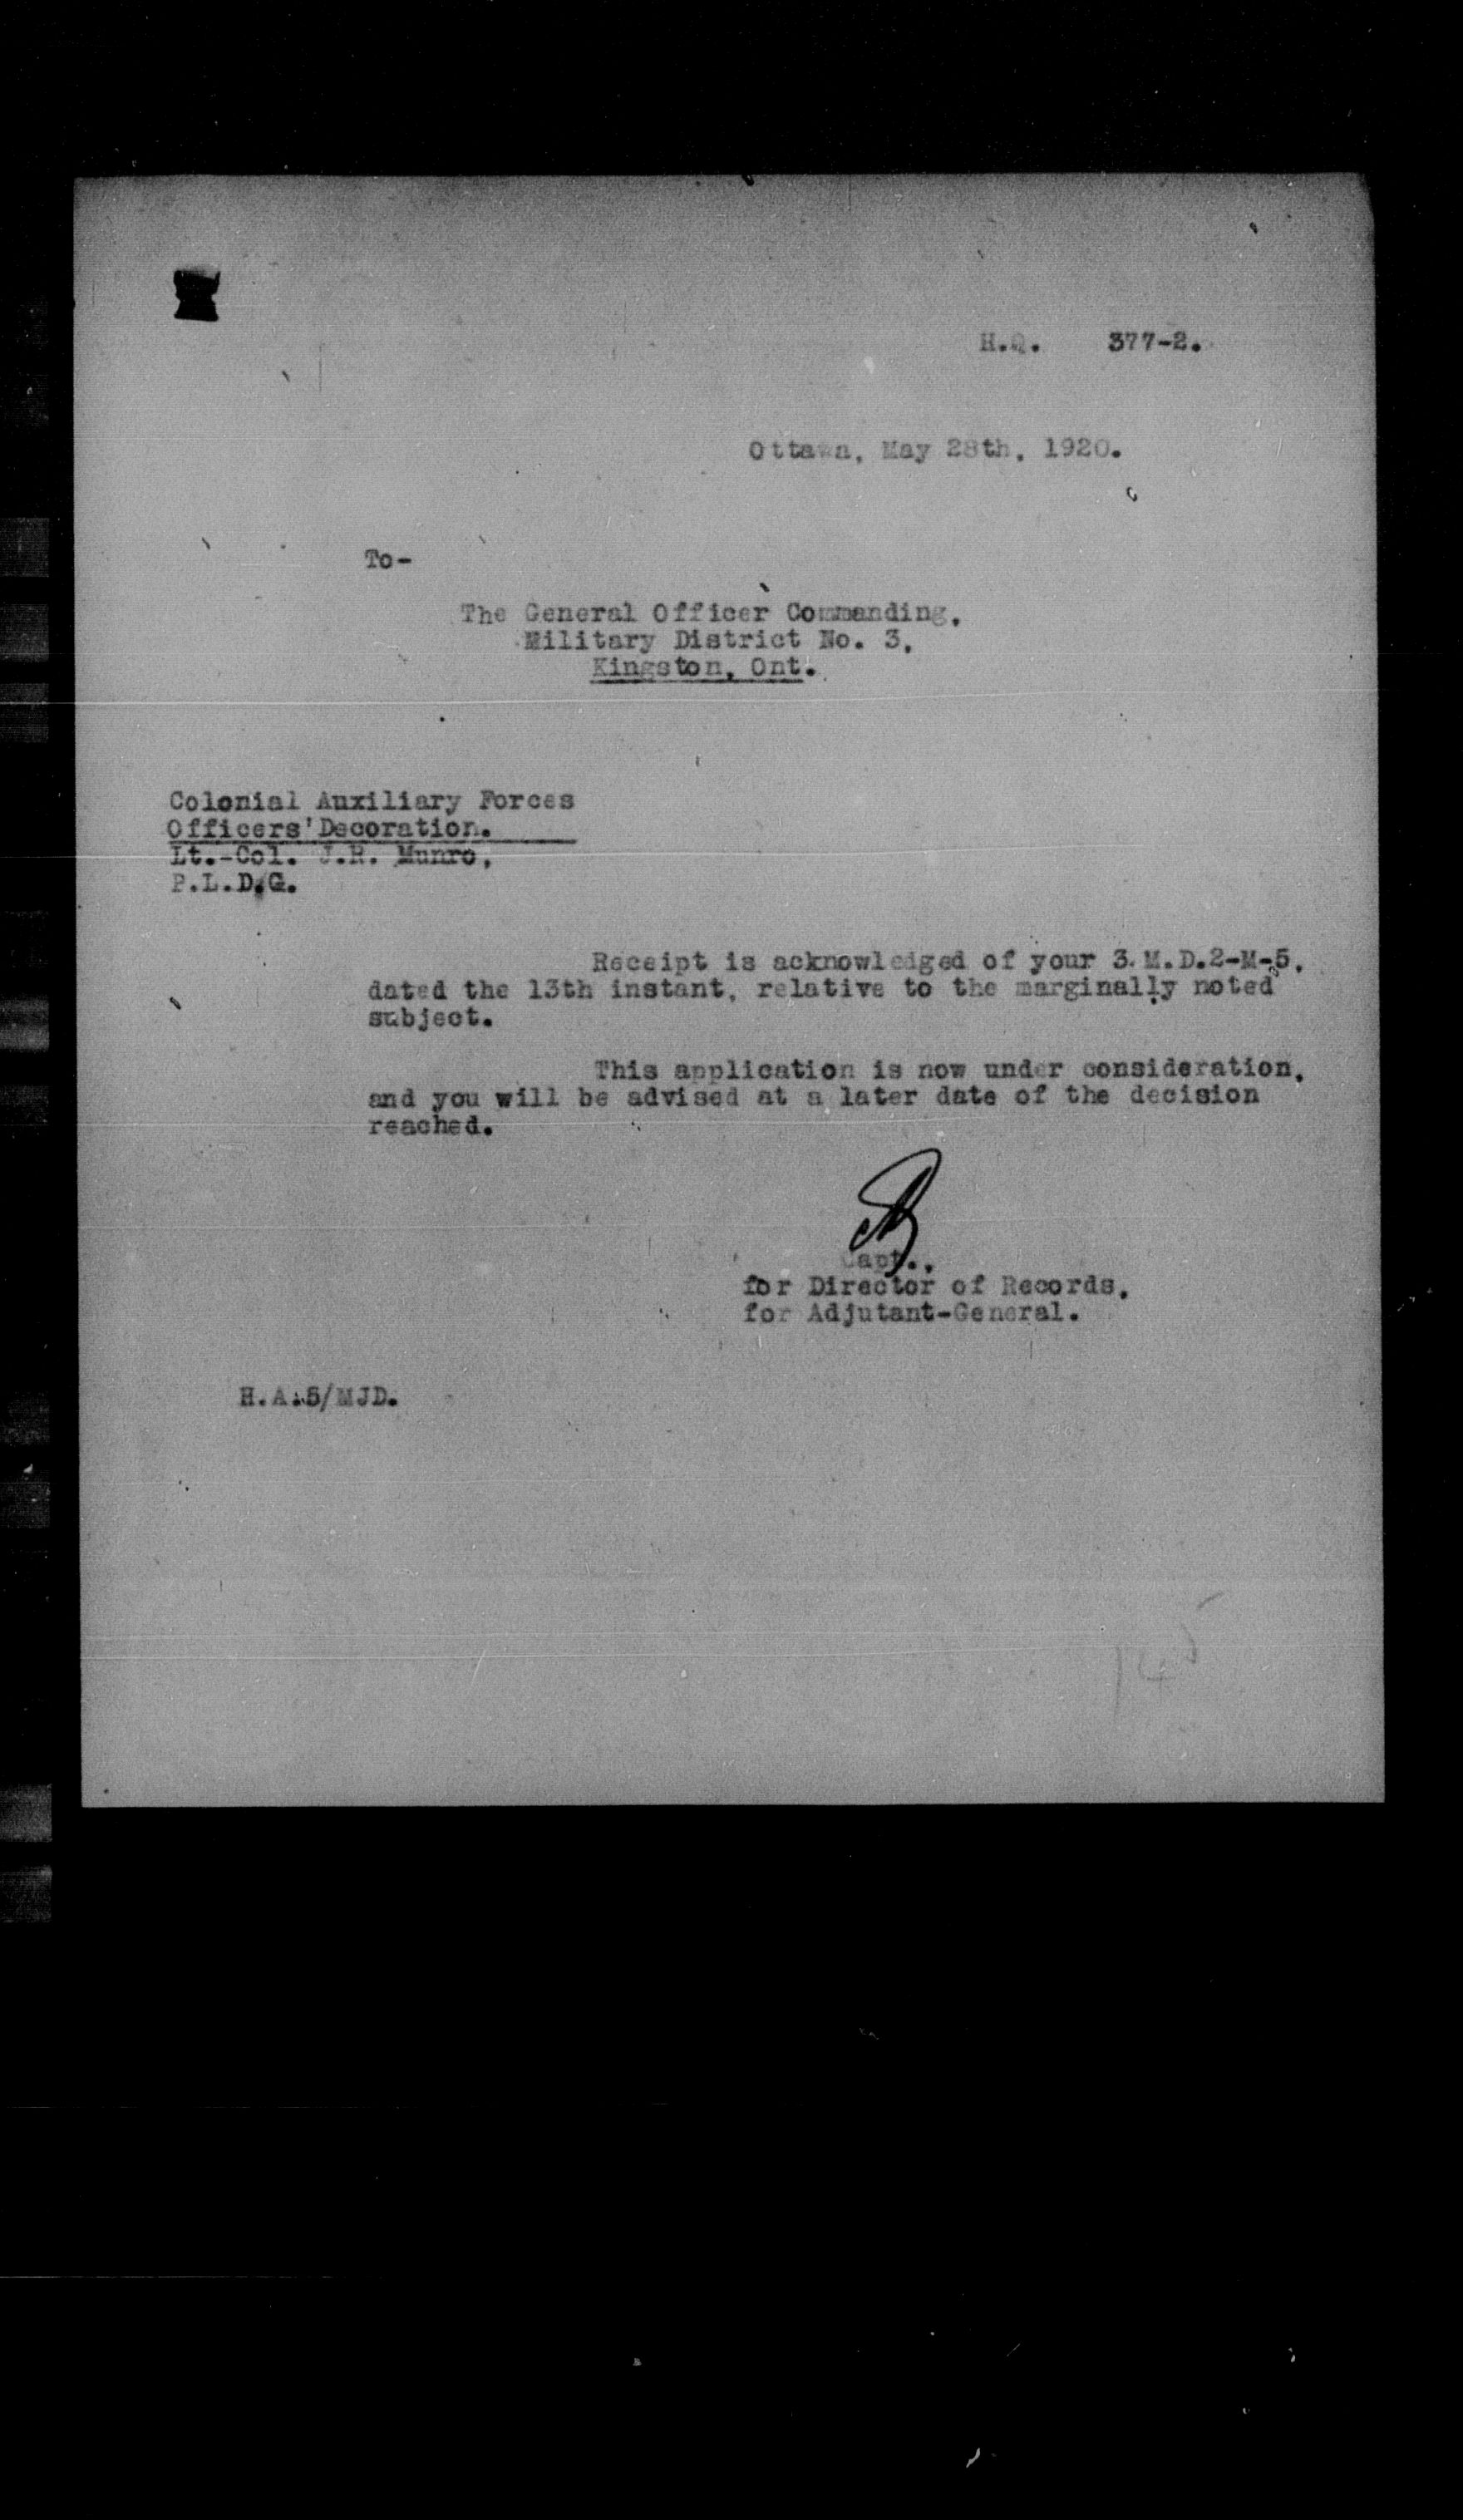 H.Q. 377-2.
Ottawa, May 28th, 1920.
To-
The General Officer Commanding,
Military District No. 3,
Kingston, Ont.
Colonial Auxiliary Forces
Officers' Decoration.
Lt.-Col. J.R. Munro,
P.L.D.G.
Receipt is acknowledged of your 3.M.D.2-M-5,
dated the 13th instant, relative to the marginally noted
subject.
This application is now under consideration,
and you will be advised at a later date of the decision
reached.
Capt.,
for Director of Records,
for Adjutant-General.
H.A.5/MJD.